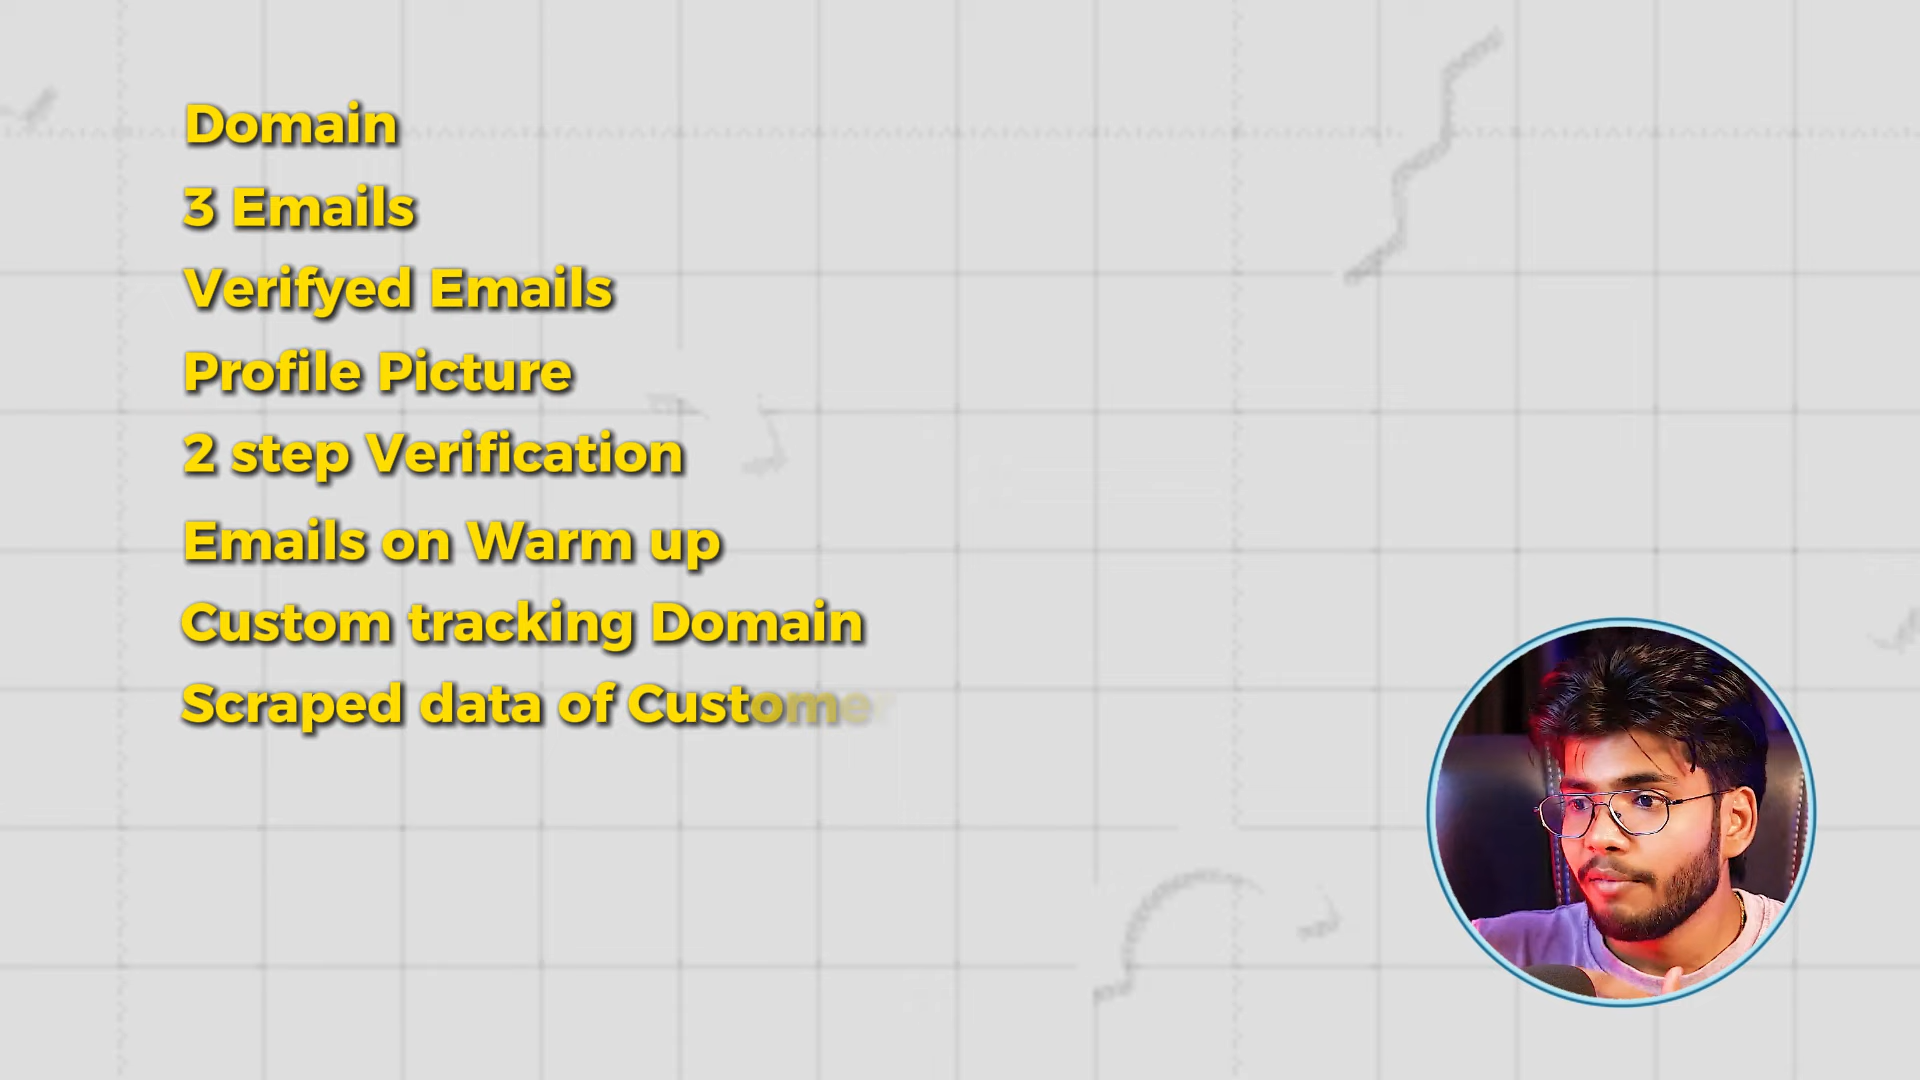 Domain
3 Emails
Verifyed Emails
Profile Picture
2 step Verification
Emails on Warm up
Custom tracking Domain
Scraped data of Custome